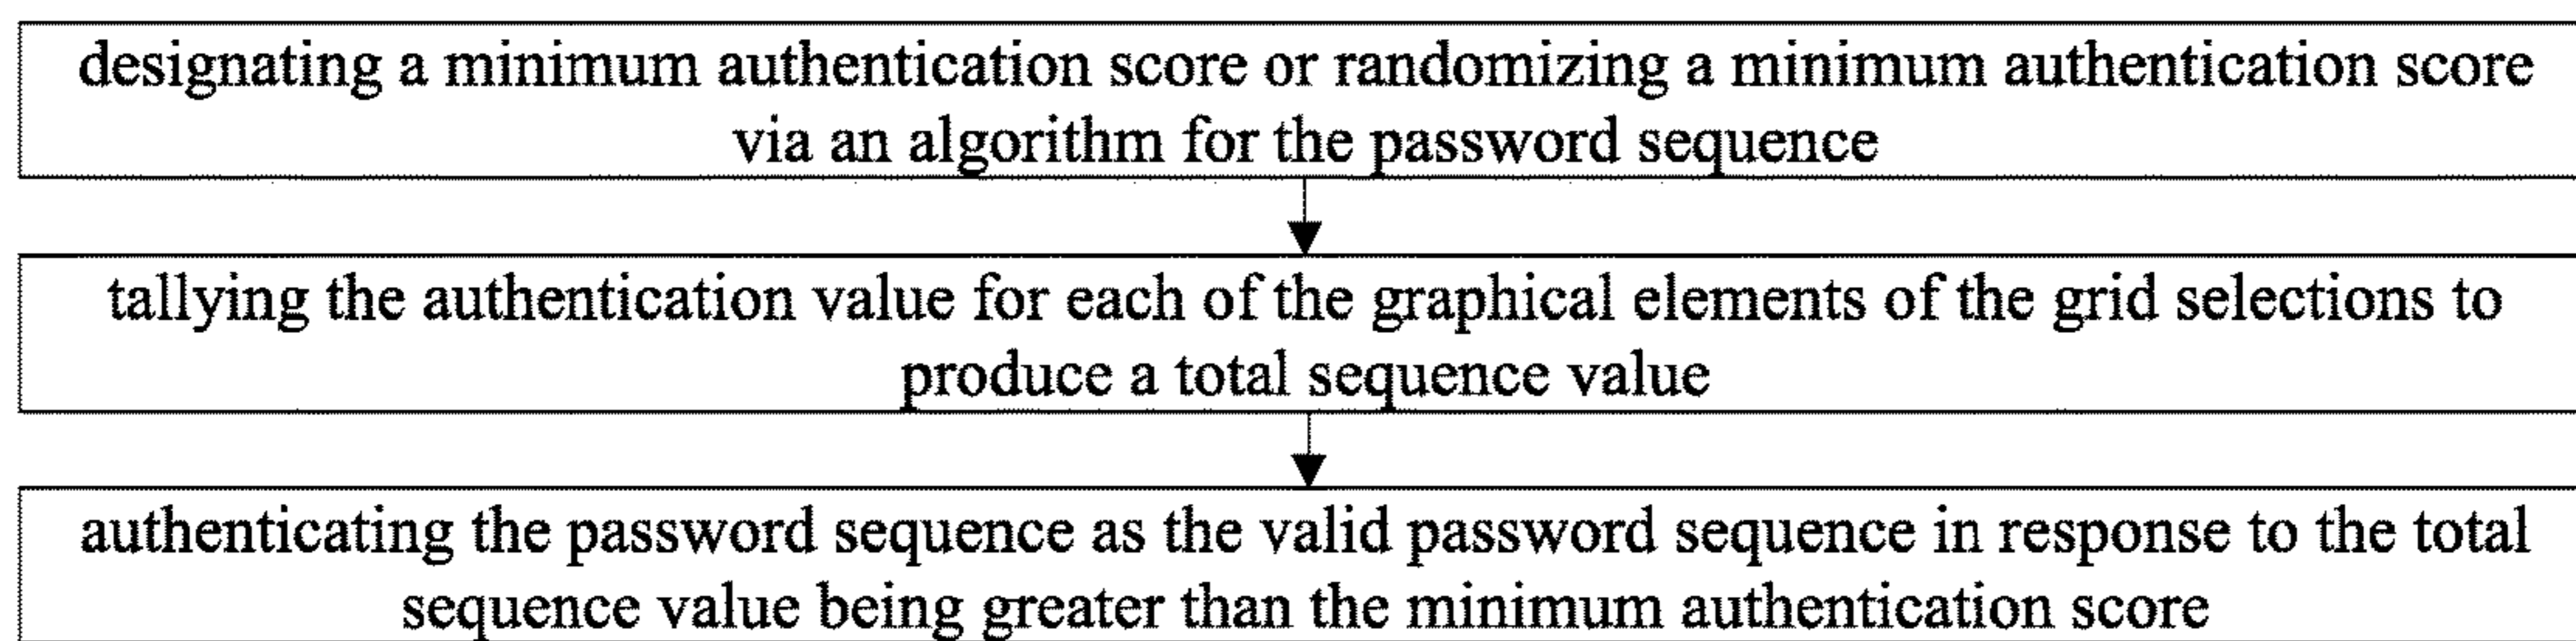 designating a minimum authentication score or randomizing a minimum authentication score
via an algorithm for the password sequence
tallying the authentication value for each of the graphical elements of the grid selections to
produce a total sequence value
authenticating the password sequence as the valid password sequence in response to the total
sequence value being greater than the minimum authentication score